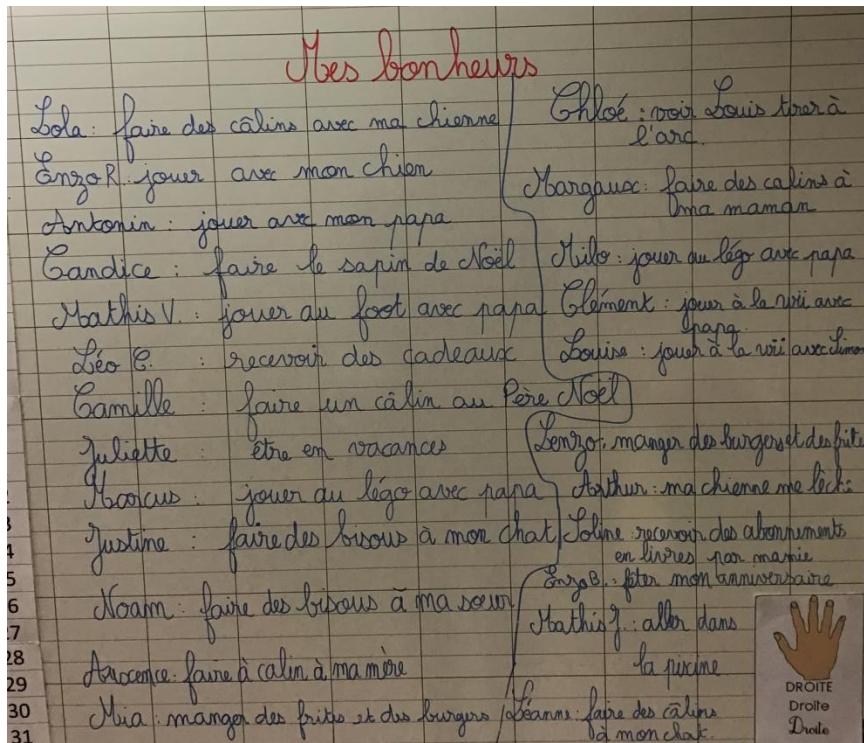 Mes bonheurs
Lola : faire des câlins avec ma chienne
Enzo R. jouer avec mon chien
Antonin : jouer avec mon papa
Candice : faire le sapin de Noël
Mathis V. : jouer au foot avec papa
Léo C. : recevoir des cadeaux
Camille : faire un câlin au Père Noël
Juliette : être en vacances
Marcus : jouer au légo avec papa
Justine : faire des bisous à mon chat
Noam : faire des bisous à ma soeur
faire à calin à ma mère
Mia : manger des frites et des burgers
Chloé : voir Louis tirer à
l'arc.
Margaux : faire des calins à
ma maman
Milo : jouer au légo avec papa
Clément : jouer à la wii avec
papa.
Louise : jouer à la wii avec Simon
manger des burgers et des frite
Arthur : ma chienne me lèche
Soline : recevoir des abonnements
en livres par mamie
Enzo B. : fêter mon anniversaire
Mathis J. : aller dans
la piscine
Léanne : faire des câlins
à mon chat.
28
29
30
31
DROITE
Droite
Droite